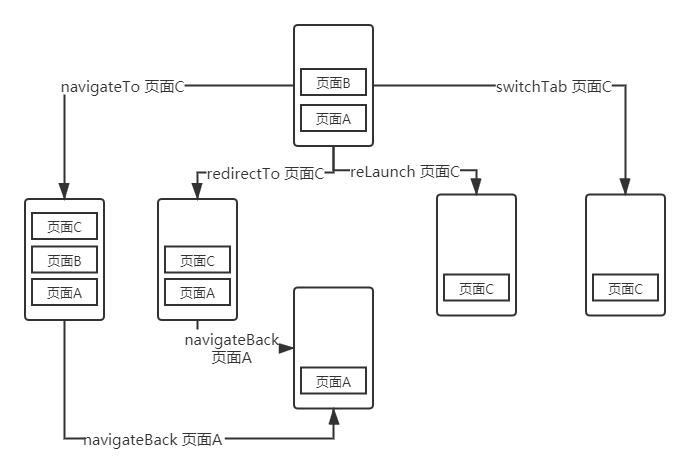 页面B
页面A
navigateTo 页面C
switchTab 页面C
redirectTo 页面C
reLaunch 页面C
页面C
页面B
页面A
页面C
页面A
页面C
页面C
navigateBack
页面A
页面A
navigateBack 页面A